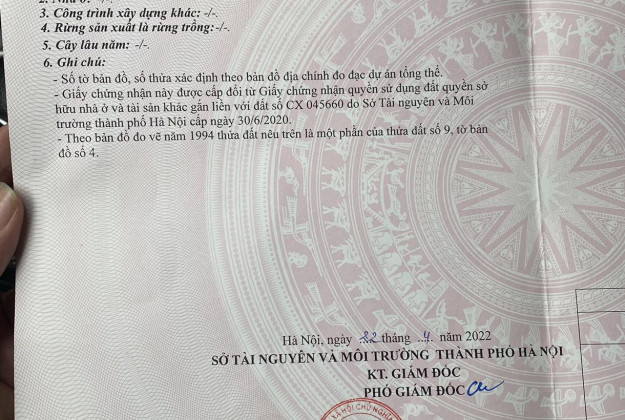 3. Công trình xây dựng khác: -/-.
4. Rừng sản xuất là rừng trồng:-/-.
5. Cây lâu năm: -/-.
6. Ghi chú:
- Số tờ bản đồ, số thửa xác định theo bản đồ địa chính đo đạc dự án tổng thể.
- Giấy chứng nhận này được cấp đổi từ Giấy chứng nhận quyền sử dụng đất quyền sở
hữu nhà ở và tài sản khác gắn liền với đất số CX 045660 do Sở Tài nguyên và Môi
trường thành phố Hà Nội cấp ngày 30/6/2020.
- Theo bản đồ đo vẽ năm 1994 thửa đất nêu trên là một phần của thửa đất số 9, tờ bản
đồ số 4.
Hà Nội, ngày 22 tháng .4. năm 2022
SỞ TÀI NGUYÊN VÀ MÔI TRƯỜNG THÀNH PHỐ HÀ NỘI
KT. GIÁM ĐỐC
PHÓ GIÁM ĐỐC
XÃ HỘI CHỦ NGHĨA